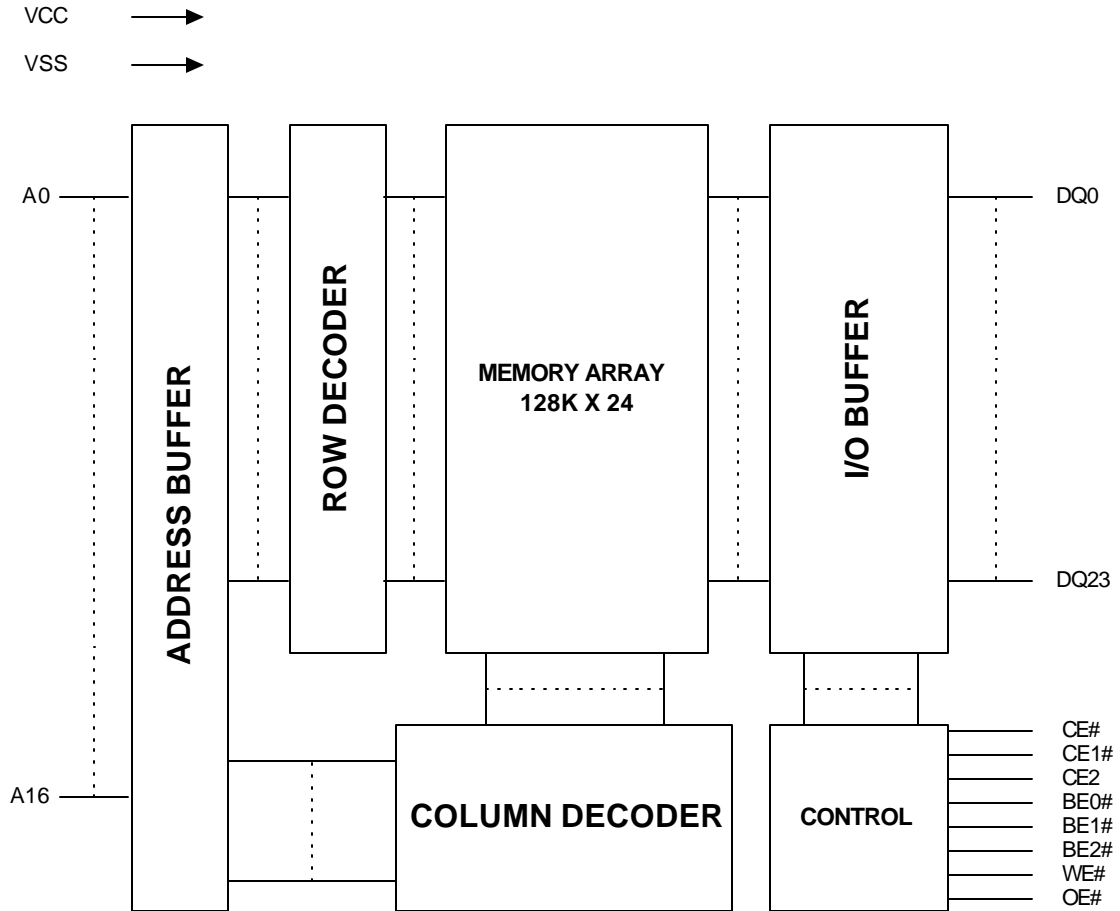 VCC
VSS
A0
A16
ADDRESS BUFFER
ROW DECODER
MEMORY ARRAY
128K X 24
I/O BUFFER
DQ0
DQ23
COLUMN DECODER
CONTROL
CE#
CE1#
CE2
BE0#
BE1#
BE2#
WE#
OE#